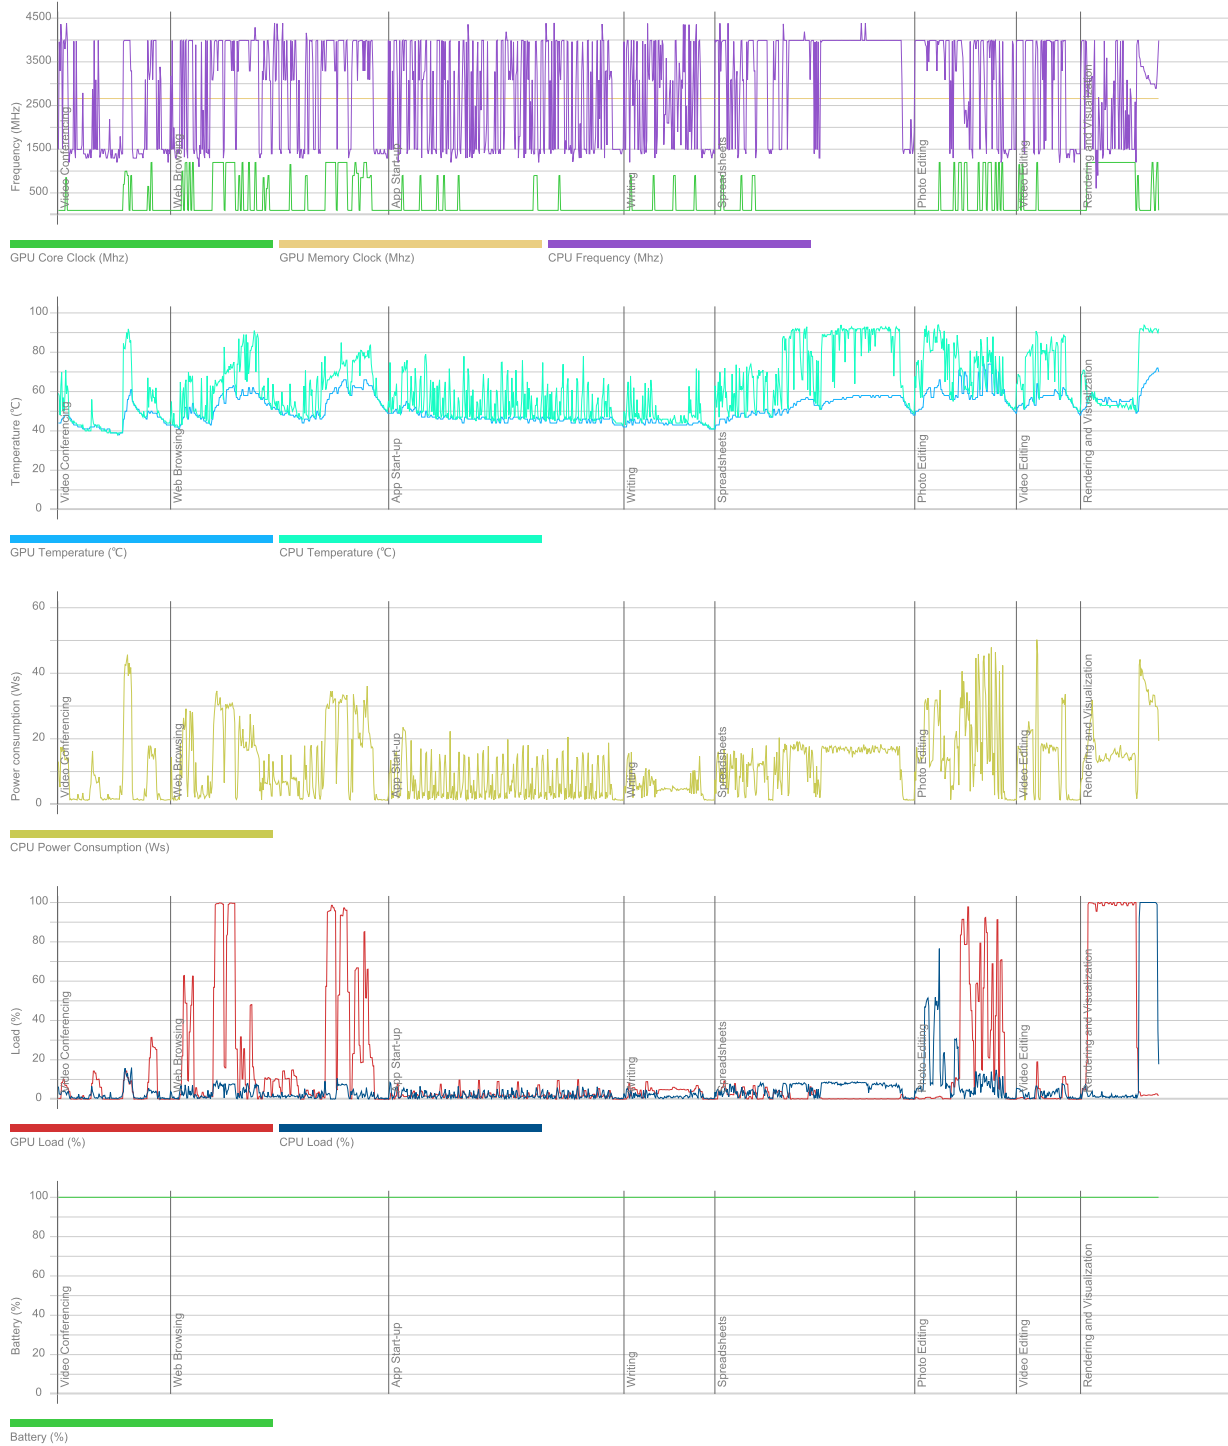 4500
3500
2500
1500
500
Frequency (MHz)
Video Conferencing
Web Browsing
App Start-up
Writing
Spreadsheets
Photo Editing
Video Editing
Rendering and Visualization
GPU Core Clock (Mhz)
GPU Memory Clock (Mhz)
CPU Frequency (Mhz)
100
80
60
40
20
0
Temperature (℃)
Video Conferencing
Web Browsing
App Start-up
Writing
Spreadsheets
Photo Editing
Video Editing
Rendering and Visualization
GPU Temperature (℃)
CPU Temperature (℃)
60
40
20
0
Power consumption (Ws)
Video Conferencing
Web Browsing
App Start-up
Writing
Spreadsheets
Photo Editing
Video Editing
Rendering and Visualization
CPU Power Consumption (Ws)
100
80
60
40
20
0
Load (%)
Video Conferencing
Web Browsing
App Start-up
Writing
Spreadsheets
Photo Editing
Video Editing
Rendering and Visualization
GPU Load (%)
CPU Load (%)
100
80
60
40
20
0
Battery (%)
Video Conferencing
Web Browsing
App Start-up
Writing
Spreadsheets
Photo Editing
Video Editing
Rendering and Visualization
Battery (%)